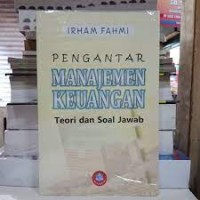 IRHAM FAHMI
PENGANTAR
MANAJEMEN
KEUANGAN
Teori dan Soal Jawab